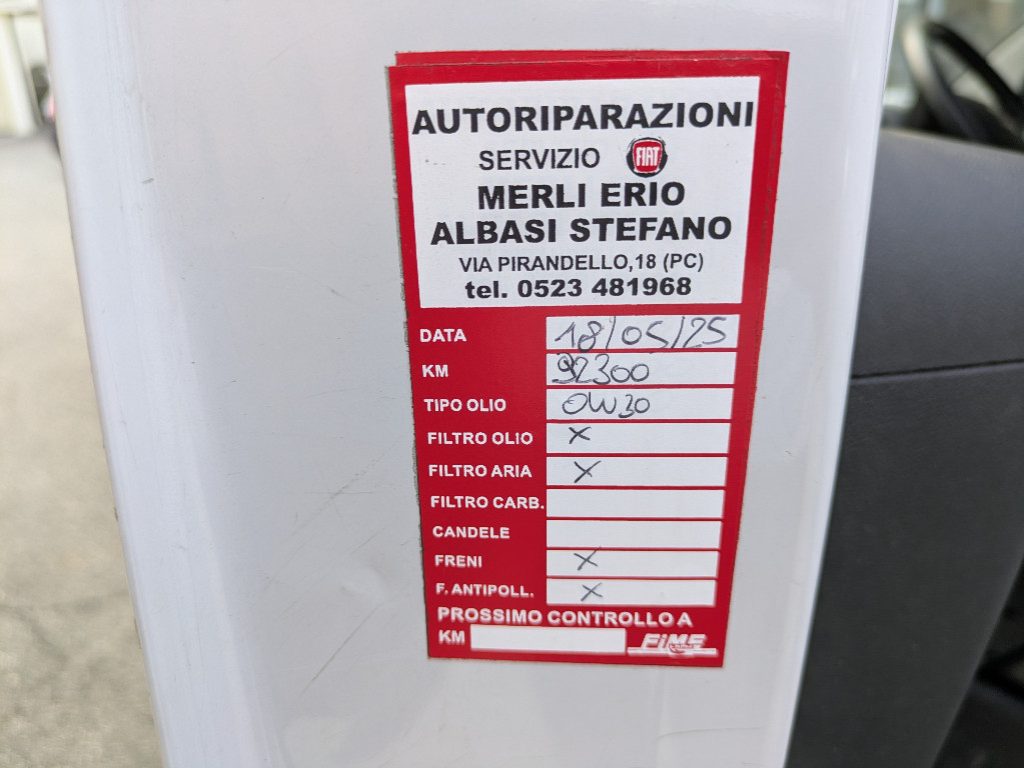 AUTORIPARAZIONI
SERVIZIO FIAT
MERLI ERIO
ALBASI STEFANO
VIA PIRANDELLO,18 (PC)
tel. 0523 481968
DATA 18/05/25
KM 92300
TIPO OLIO 0W30
FILTRO OLIO X
FILTRO ARIA X
FILTRO CARB.
CANDELE
FRENI X
F. ANTIPOLL. X
PROSSIMO CONTROLLO A
KM FIME